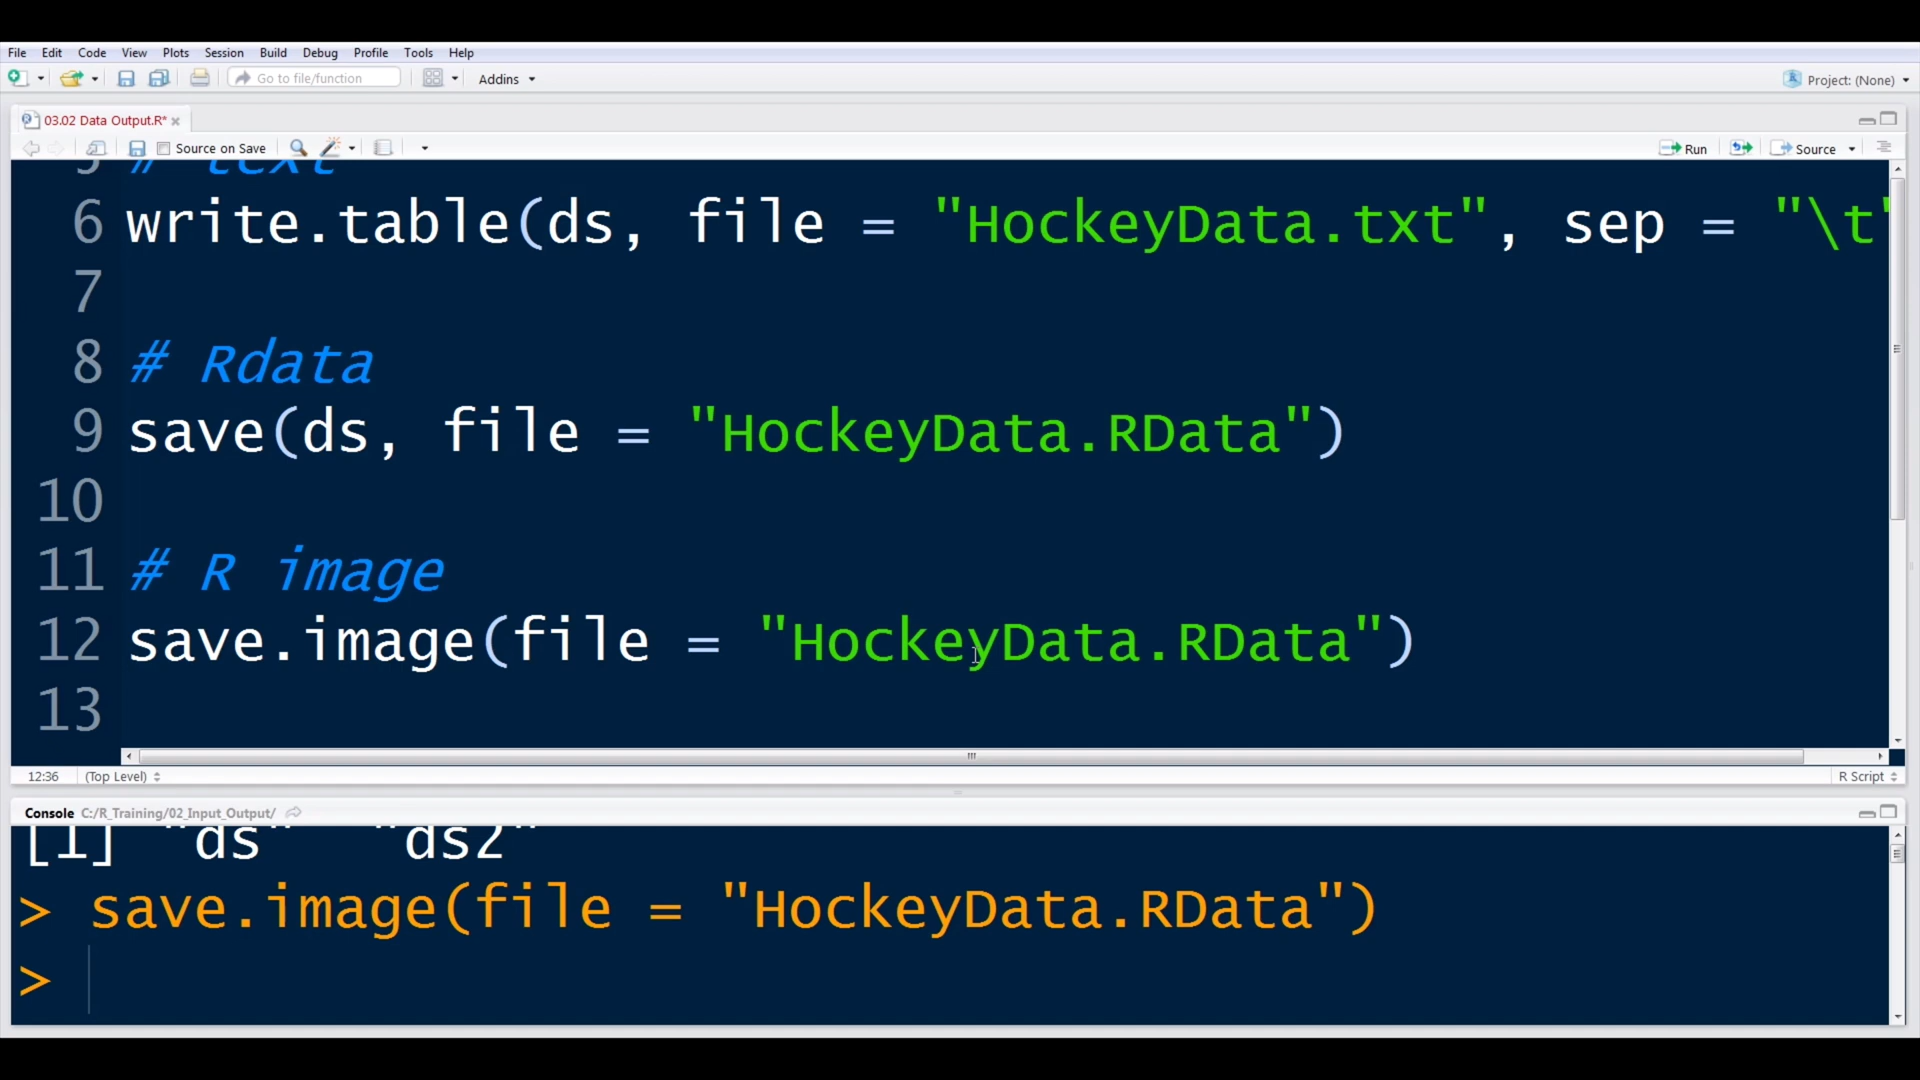 File Edit Code View Plots Session Build Debug Profile Tools Help
Go to file/function Addins Project: (None)
03.02 Data Output.R*
Source on Save Run Source
5 # text
6 write.table(ds, file = "HockeyData.txt", sep = "\t"
7
8 # Rdata
9 save(ds, file = "HockeyData.RData")
10
11 # R image
12 save.image(file = "HockeyData.RData")
13
12:36 (Top Level) R Script
Console C:/R_Training/02_Input_Output/
[1] "ds" "ds2"
> save.image(file = "HockeyData.RData")
>